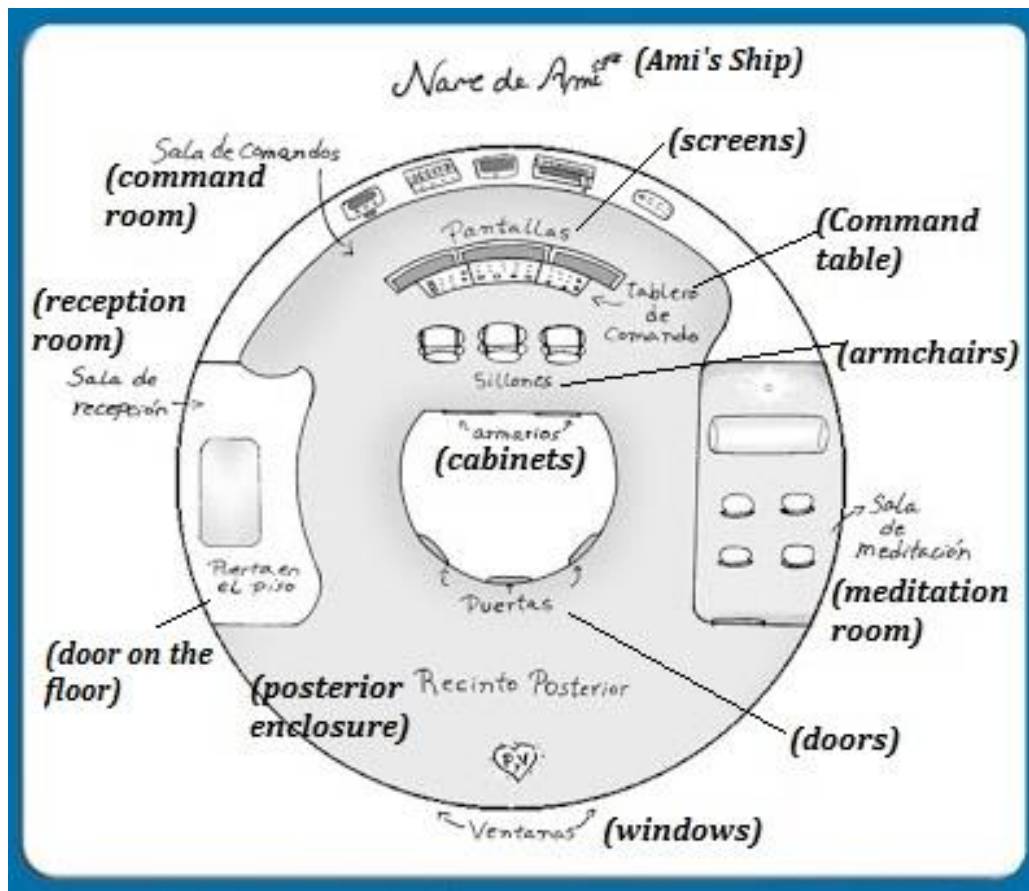 Nave de Ami (Ami's Ship)
Sala de comandos
(command
room)
(screens)
Pantallas
(Command
table)
Tablero
de
Comando
(reception
room)
Sala de
recepción
Sillones
(armchairs)
armarios
(cabinets)
Sala
de
meditación
(meditation
room)
Puerta en
el piso
(door on the
floor)
Puertas
(doors)
Recinto Posterior
(posterior
enclosure)
P,V
Ventanas
(windows)